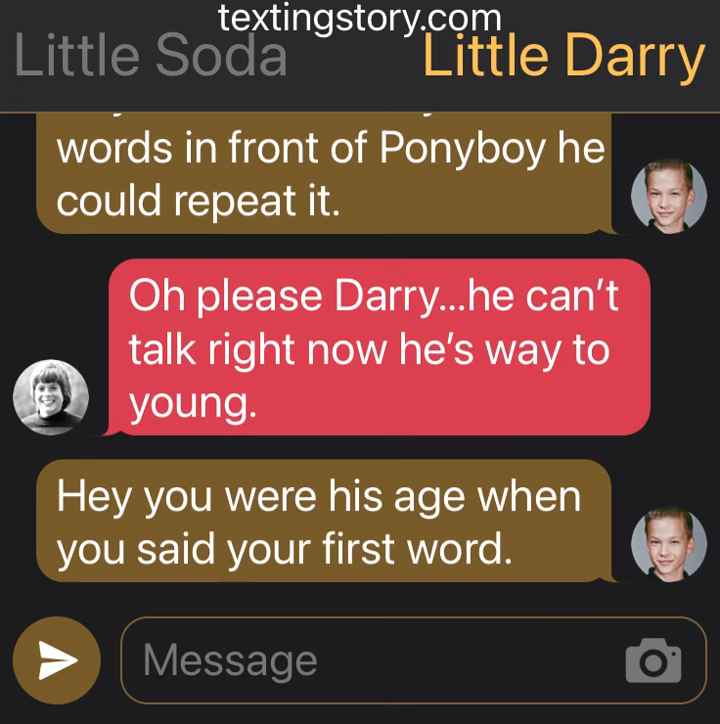 textingstory.com
Little Soda
Little Darry
words in front of Ponyboy he
could repeat it.
Oh please Darry...he can't
talk right now he's way to
young.
Hey you were his age when
you said your first word.
Message